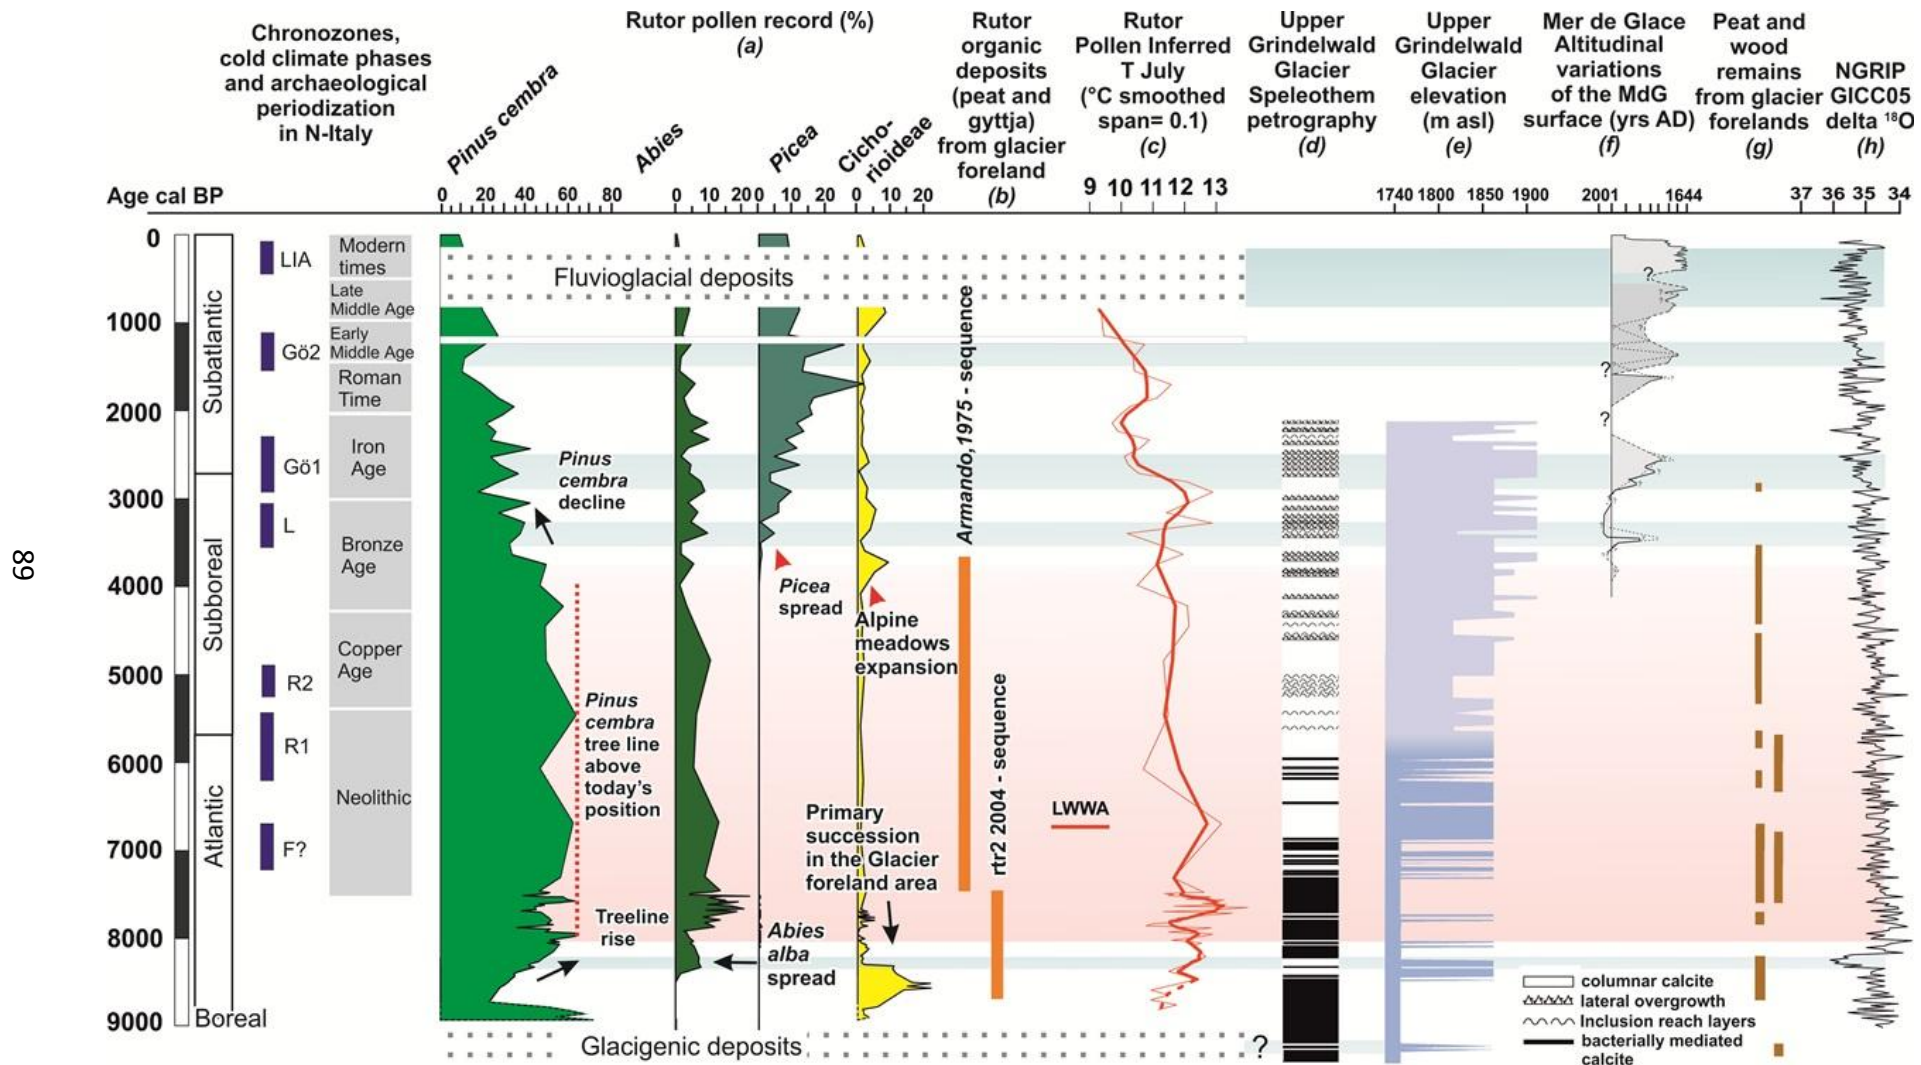 89
Chronozones,
cold climate phases
and archaeological
periodization
in N-Italy
Rutor pollen record (%)
(a)
Pinus cembra
Abies
Picea
Cicho-
rioideae
Rutor
organic
deposits
(peat and
gyttja)
from glacier
foreland
(b)
Rutor
Pollen Inferred
T July
(°C smoothed
span= 0.1)
(c)
Upper
Grindelwald
Glacier
Speleothem
petrography
(d)
Upper
Grindelwald
Glacier
elevation
(m asl)
(e)
Mer de Glace
Altitudinal
variations
of the MdG
surface (yrs AD)
(f)
Peat and
wood
remains
from glacier
forelands
(g)
NGRIP
GICC05
delta ¹⁸O
(h)
Age cal BP
0 20 40 60 80
0 10 20
0 10 20
0 10 20
9 10 11 12 13
1740 1800 1850 1900
2001 1644
37 36 35 34
0
1000
2000
3000
4000
5000
6000
7000
8000
9000
Subatlantic
Subboreal
Atlantic
Boreal
LIA
Gö2
Gö1
L
R2
R1
F?
Modern
times
Late
Middle Age
Early
Middle Age
Roman
Time
Iron
Age
Bronze
Age
Copper
Age
Neolithic
Fluvioglacial deposits
Pinus
cembra
decline
Picea
spread
Alpine
meadows
expansion
Pinus
cembra
tree line
above
today's
position
Primary
succession
in the Glacier
foreland area
Treeline
rise
Abies
alba
spread
Glacigenic deposits
Armando,1975 - sequence
rtr2 2004 - sequence
LWWA
?
?
?
?
?
columnar calcite
lateral overgrowth
Inclusion reach layers
bacterially mediated
calcite